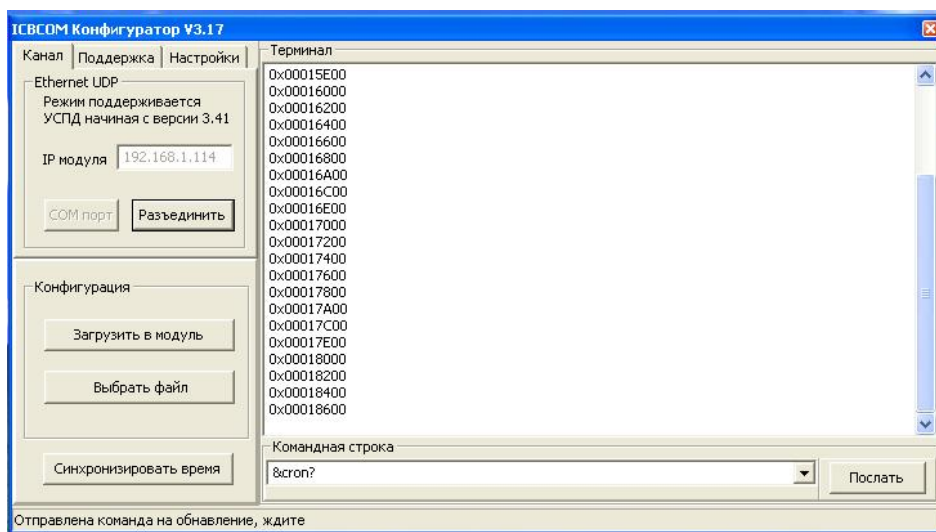 ICBCOM Конфигуратор V3.17
Канал Поддержка Настройки
Ethernet UDP
Режим поддерживается
УСПД начиная с версии 3.41
IP модуля 192.168.1.114
COM порт Разъединить
Конфигурация
Загрузить в модуль
Выбрать файл
Синхронизировать время
Терминал
0x00015E00
0x00016000
0x00016200
0x00016400
0x00016600
0x00016800
0x00016A00
0x00016C00
0x00016E00
0x00017000
0x00017200
0x00017400
0x00017600
0x00017800
0x00017A00
0x00017C00
0x00017E00
0x00018000
0x00018200
0x00018400
0x00018600
Командная строка
&cron? Послать
Отправлена команда на обновление, ждите